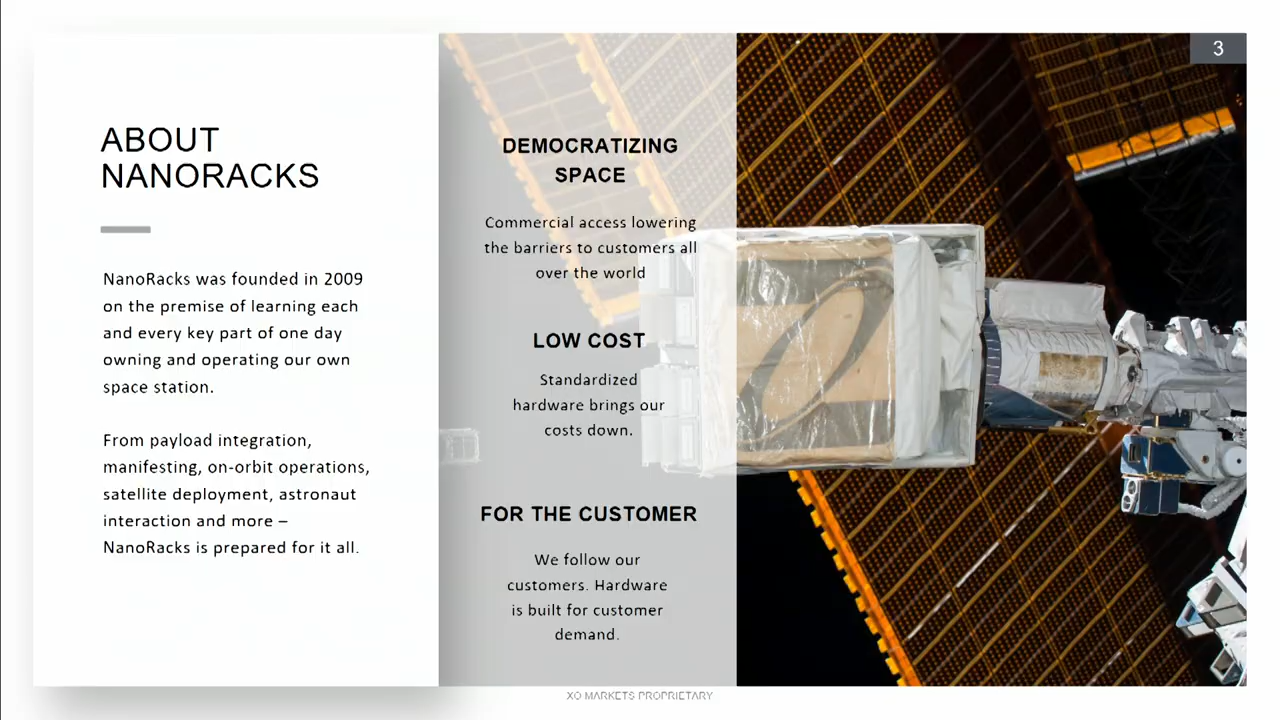 3
ABOUT
NANORACKS
NanoRacks was founded in 2009
on the premise of learning each
and every key part of one day
owning and operating our own
space station.
From payload integration,
manifesting, on-orbit operations,
satellite deployment, astronaut
interaction and more –
NanoRacks is prepared for it all.
DEMOCRATIZING
SPACE
Commercial access lowering
the barriers to customers all
over the world
LOW COST
Standardized
hardware brings our
costs down.
FOR THE CUSTOMER
We follow our
customers. Hardware
is built for customer
demand.
XO MARKETS PROPRIETARY